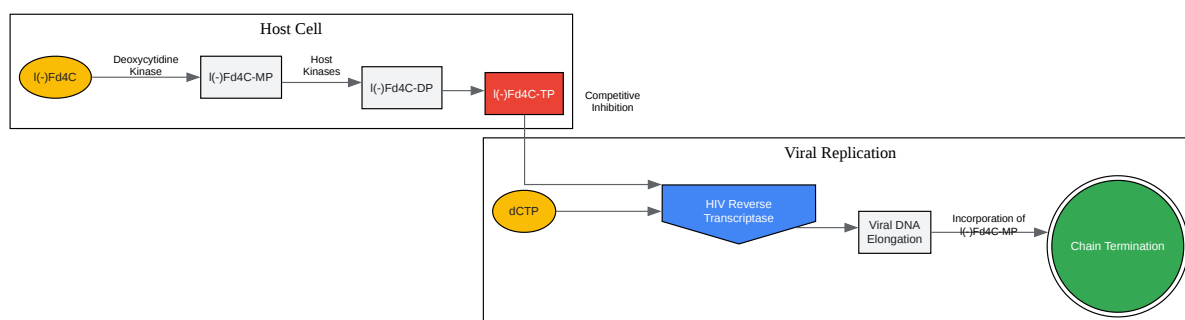 Host Cell
l(-)Fd4C
Deoxycytidine
Kinase
l(-)Fd4C-MP
Host
Kinases
l(-)Fd4C-DP
l(-)Fd4C-TP
Competitive
Inhibition
Viral Replication
dCTP
HIV Reverse
Transcriptase
Viral DNA
Elongation
Incorporation of
l(-)Fd4C-MP
Chain Termination